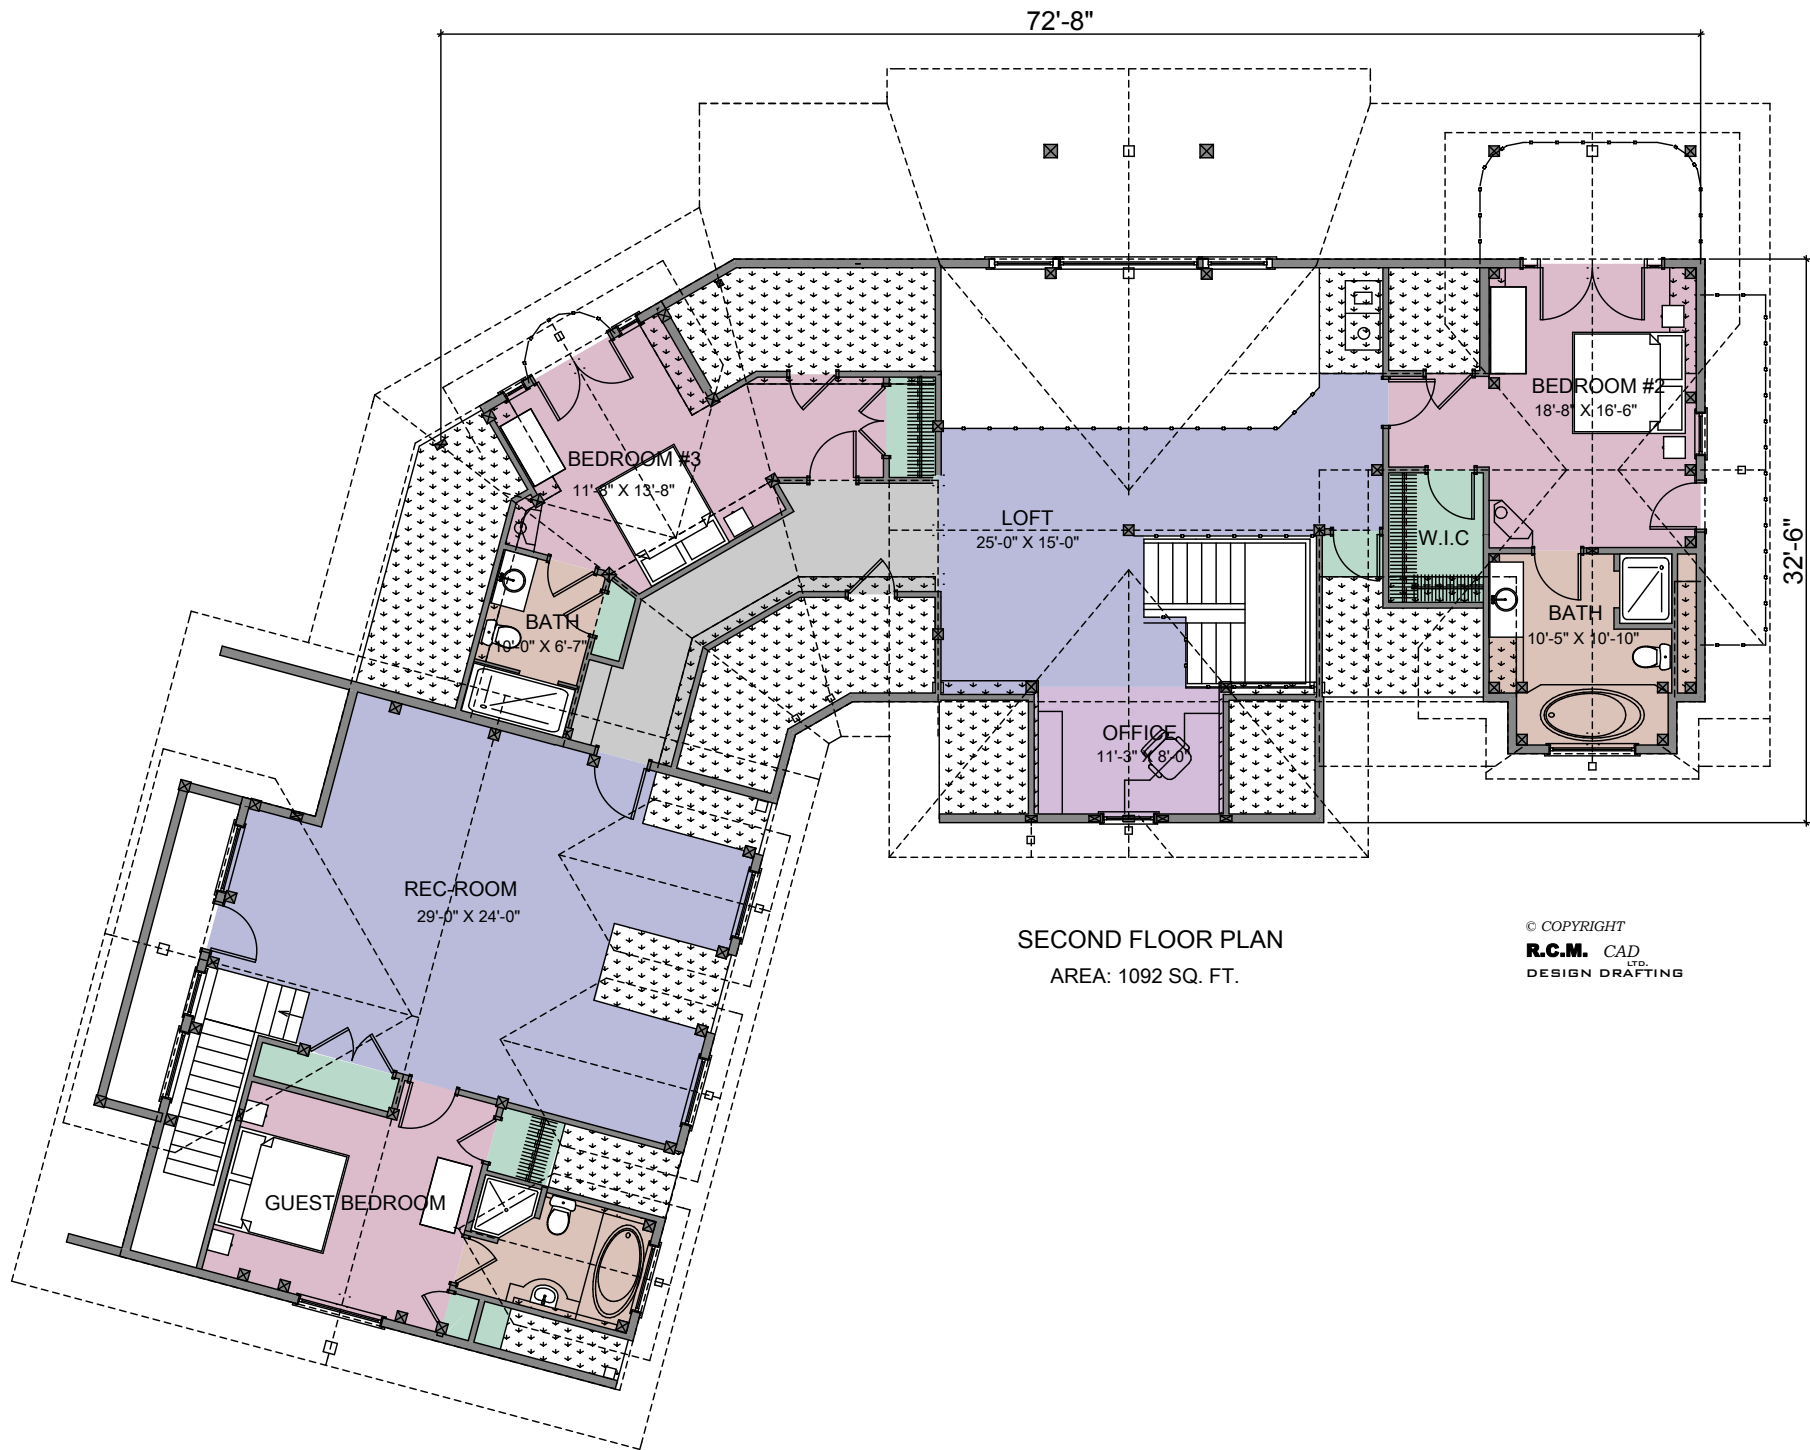 72'-8"
BEDROOM #2
18'-8" X 16'-6"
BEDROOM #3
11'-8" X 13'-8"
LOFT
25'-0" X 15'-0"
W.I.C
32'-6"
BATH
10'-0" X 6'-7"
BATH
10'-5" X 10'-10"
OFFICE
11'-3" X 8'-0"
REC-ROOM
29'-0" X 24'-0"
SECOND FLOOR PLAN
AREA: 1092 SQ. FT.
© COPYRIGHT
R.C.M. CAD
LTD.
DESIGN DRAFTING
GUEST BEDROOM